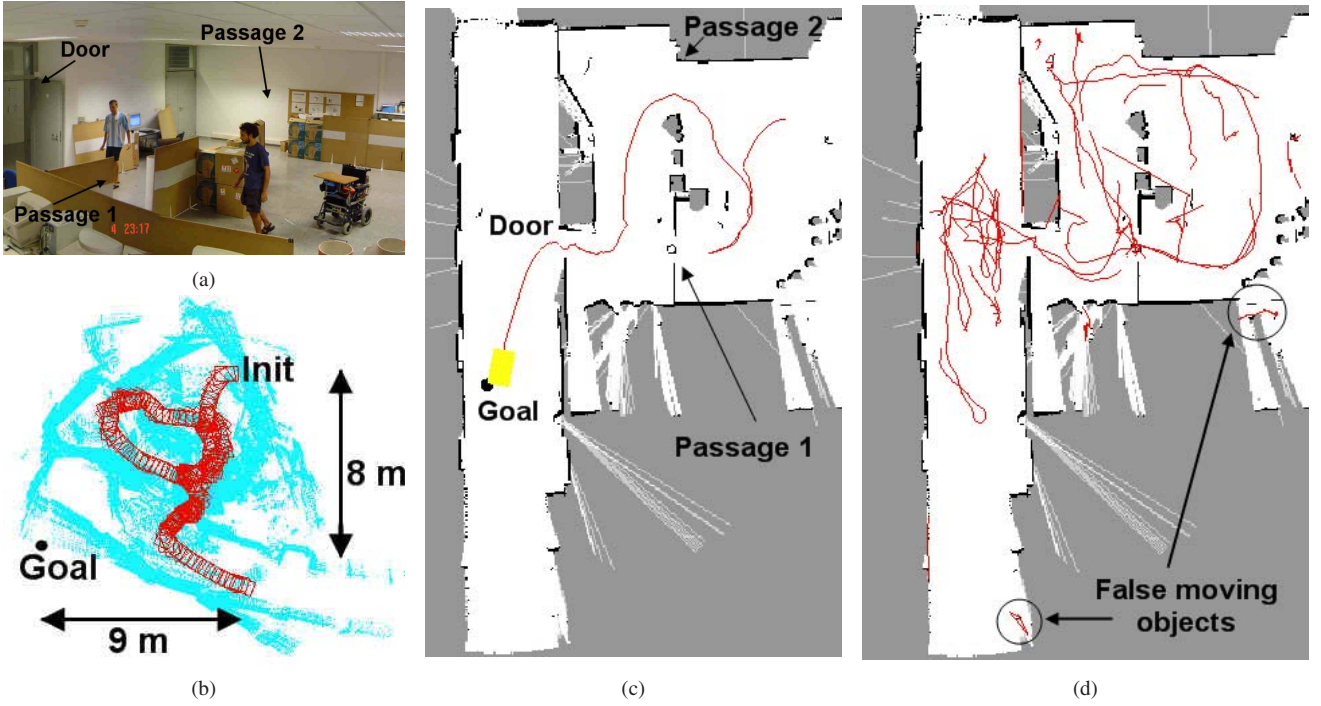 Door
Passage 2
Passage 1
4 23:17
(a)
Init
8 m
Goal
9 m
(b)
Passage 2
Door
Goal
Passage 1
(c)
False moving
objects
(d)